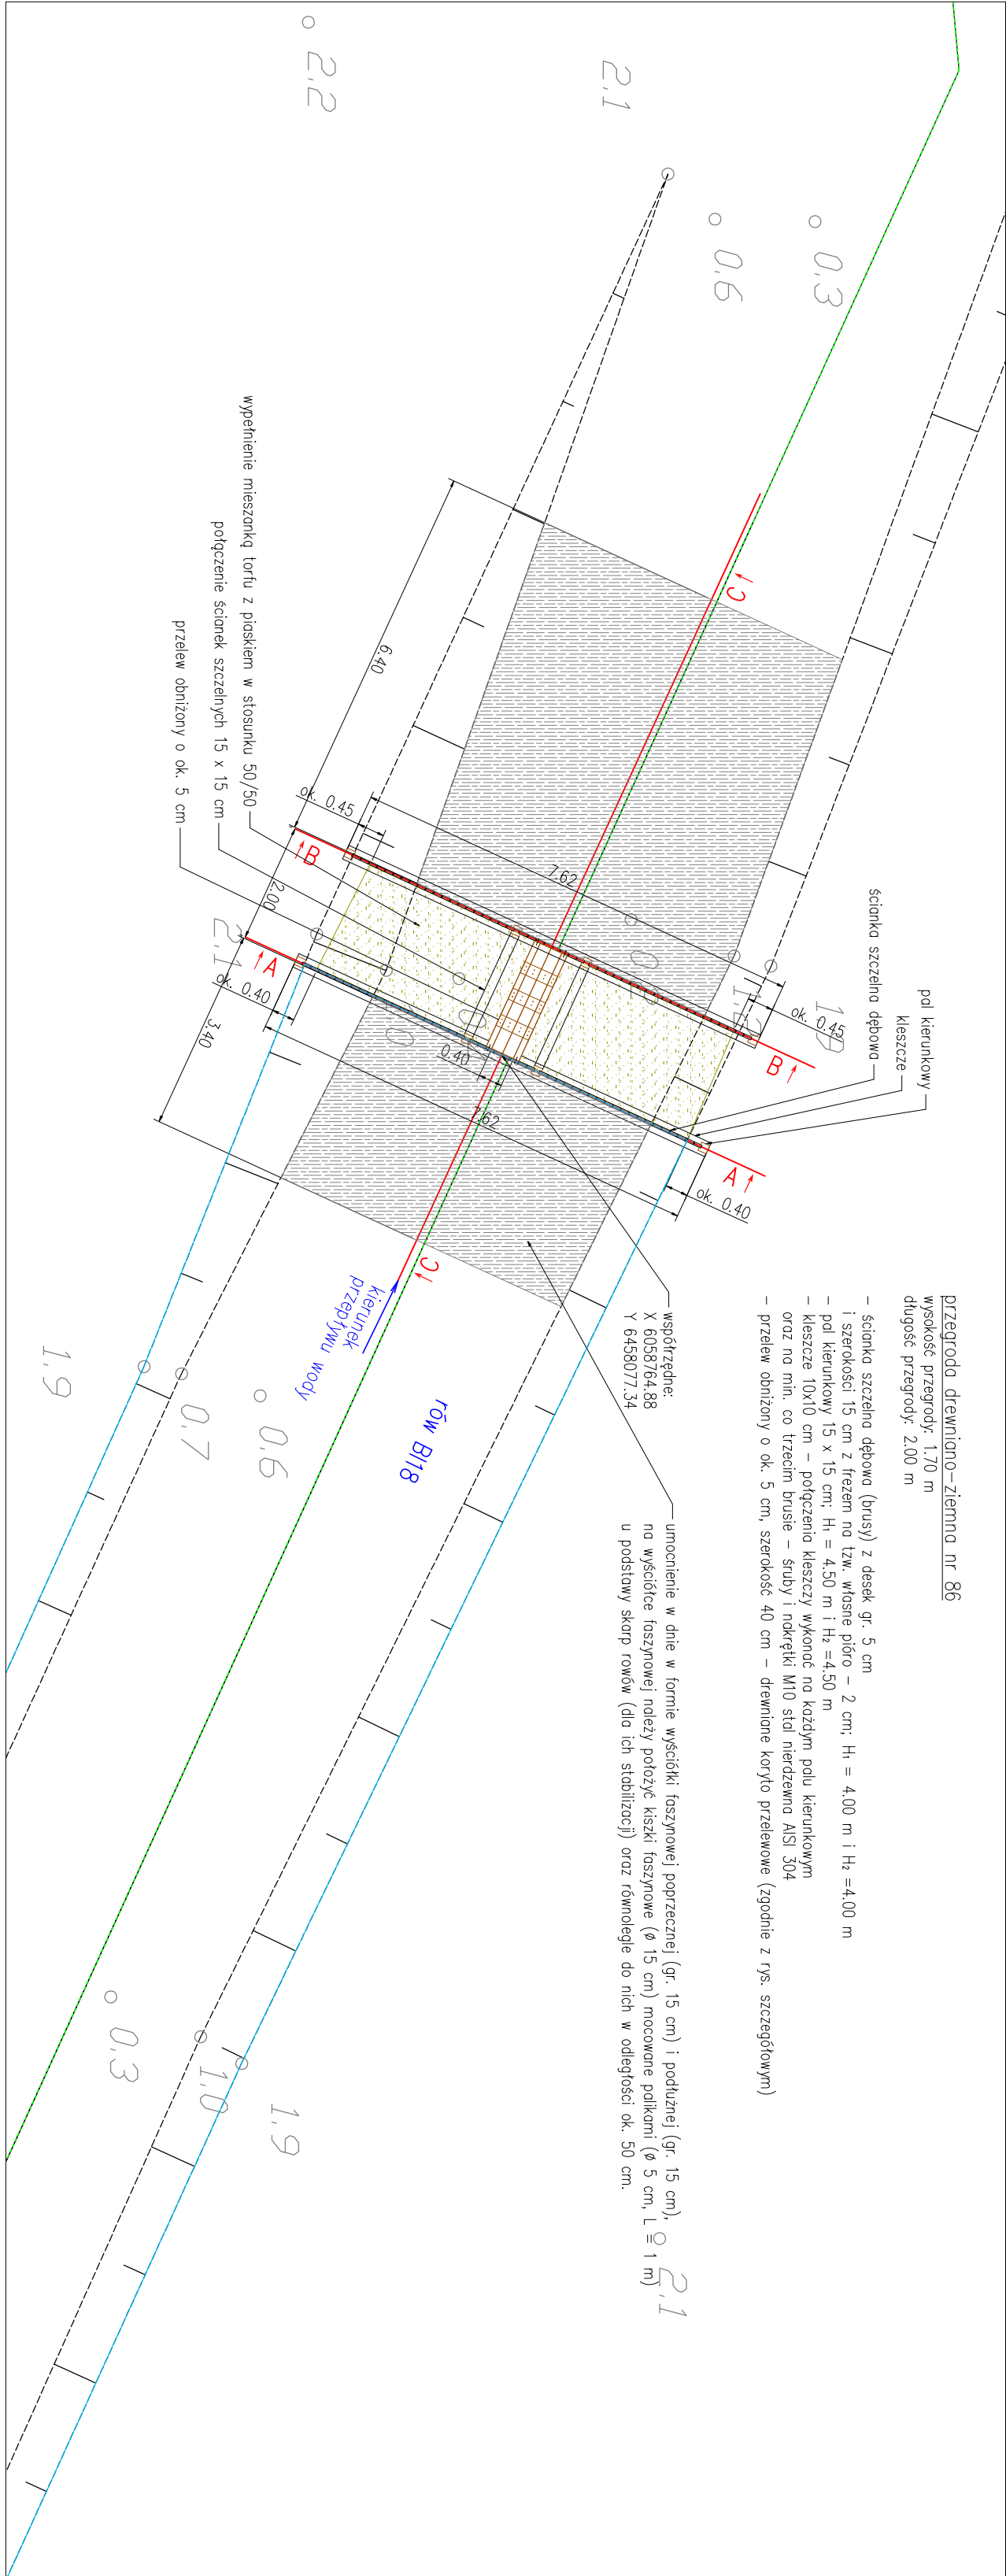 przegroda drewniano-ziemna nr 86
wysokość przegrody: 1.70 m
długość przegrody: 2.00 m
- ścianka szczelna dębowa (brusy) z desek gr. 5 cm
i szerokości 15 cm z frezem na tzw. własne pióro - 2 cm; H₁ = 4.00 m i H₂ =4.00 m
- pal kierunkowy 15 x 15 cm; H₁ = 4.50 m i H₂ =4.50 m
- kleszcze 10x10 cm - połączenia kleszczy wykonać na każdym palu kierunkowym
oraz na min. co trzecim brusie - śruby i nakrętki M10 stal nierdzewna AISI 304
- przelew obniżony o ok. 5 cm, szerokość 40 cm - drewniane koryto przelewowe (zgodnie z rys. szczegółowym)
pal kierunkowy
kleszcze
ścianka szczelna dębowa
współrzędne:
X 6058764.88
Y 6458077.34
umocnienie w dnie w formie wyściółki faszynowej poprzecznej (gr. 15 cm) i podłużnej (gr. 15 cm),
na wyściółce faszynowej należy położyć kiszki faszynowe (ø 15 cm) mocowane palikami (ø 5 cm, L = 1 m)
u podstawy skarp rowów (dla ich stabilizacji) oraz równolegle do nich w odległości ok. 50 cm.
rów BI18
kierunek
przepływu wody
wypełnienie mieszanką torfu z piaskiem w stosunku 50/50
połączenie ścianek szczelnych 15 x 15 cm
przelew obniżony o ok. 5 cm
6.40
2.00
3.40
7.62
7.62
0.40
ok. 0.45
ok. 0.45
ok. 0.40
ok. 0.40
A
A
B
B
C
C
2.2
2.1
0.6
0.3
1.9
1.2
2.1
1.9
0.7
0.6
0.3
1.0
1.9
2.1